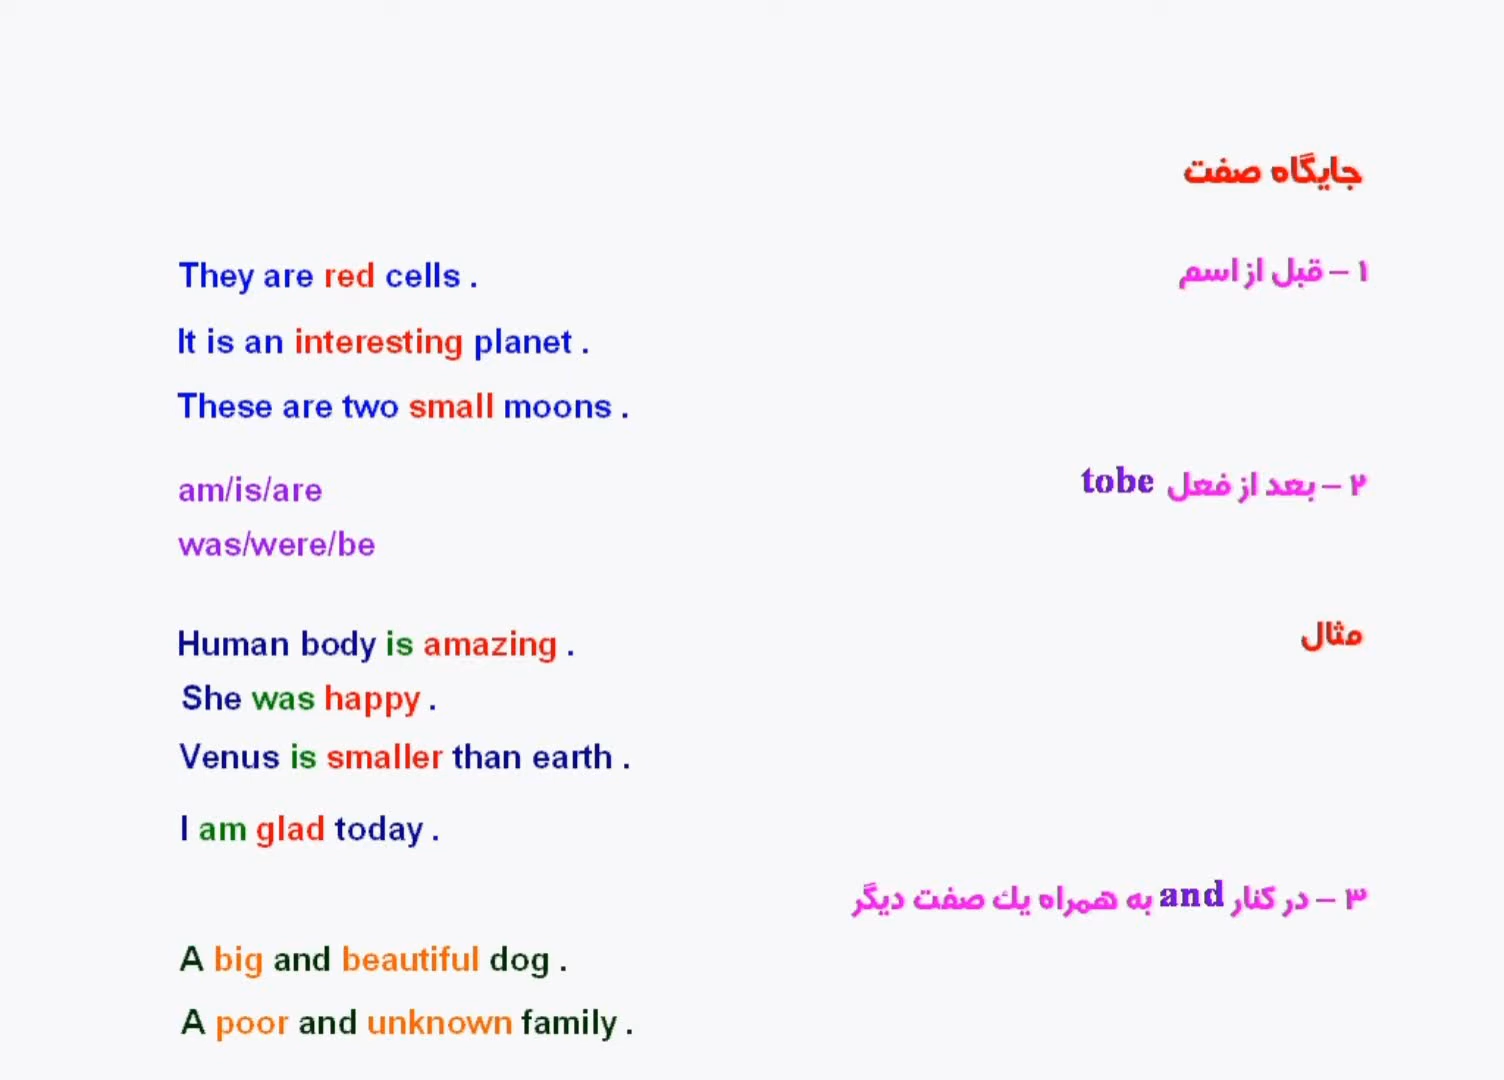 جایگاه صفت
۱ – قبل از اسم
They are red cells .
It is an interesting planet .
These are two small moons .
۲ – بعد از فعل tobe
am/is/are
was/were/be
مثال
Human body is amazing .
She was happy .
Venus is smaller than earth .
I am glad today .
۳ – در کنار and به همراه یك صفت دیگر
A big and beautiful dog .
A poor and unknown family .